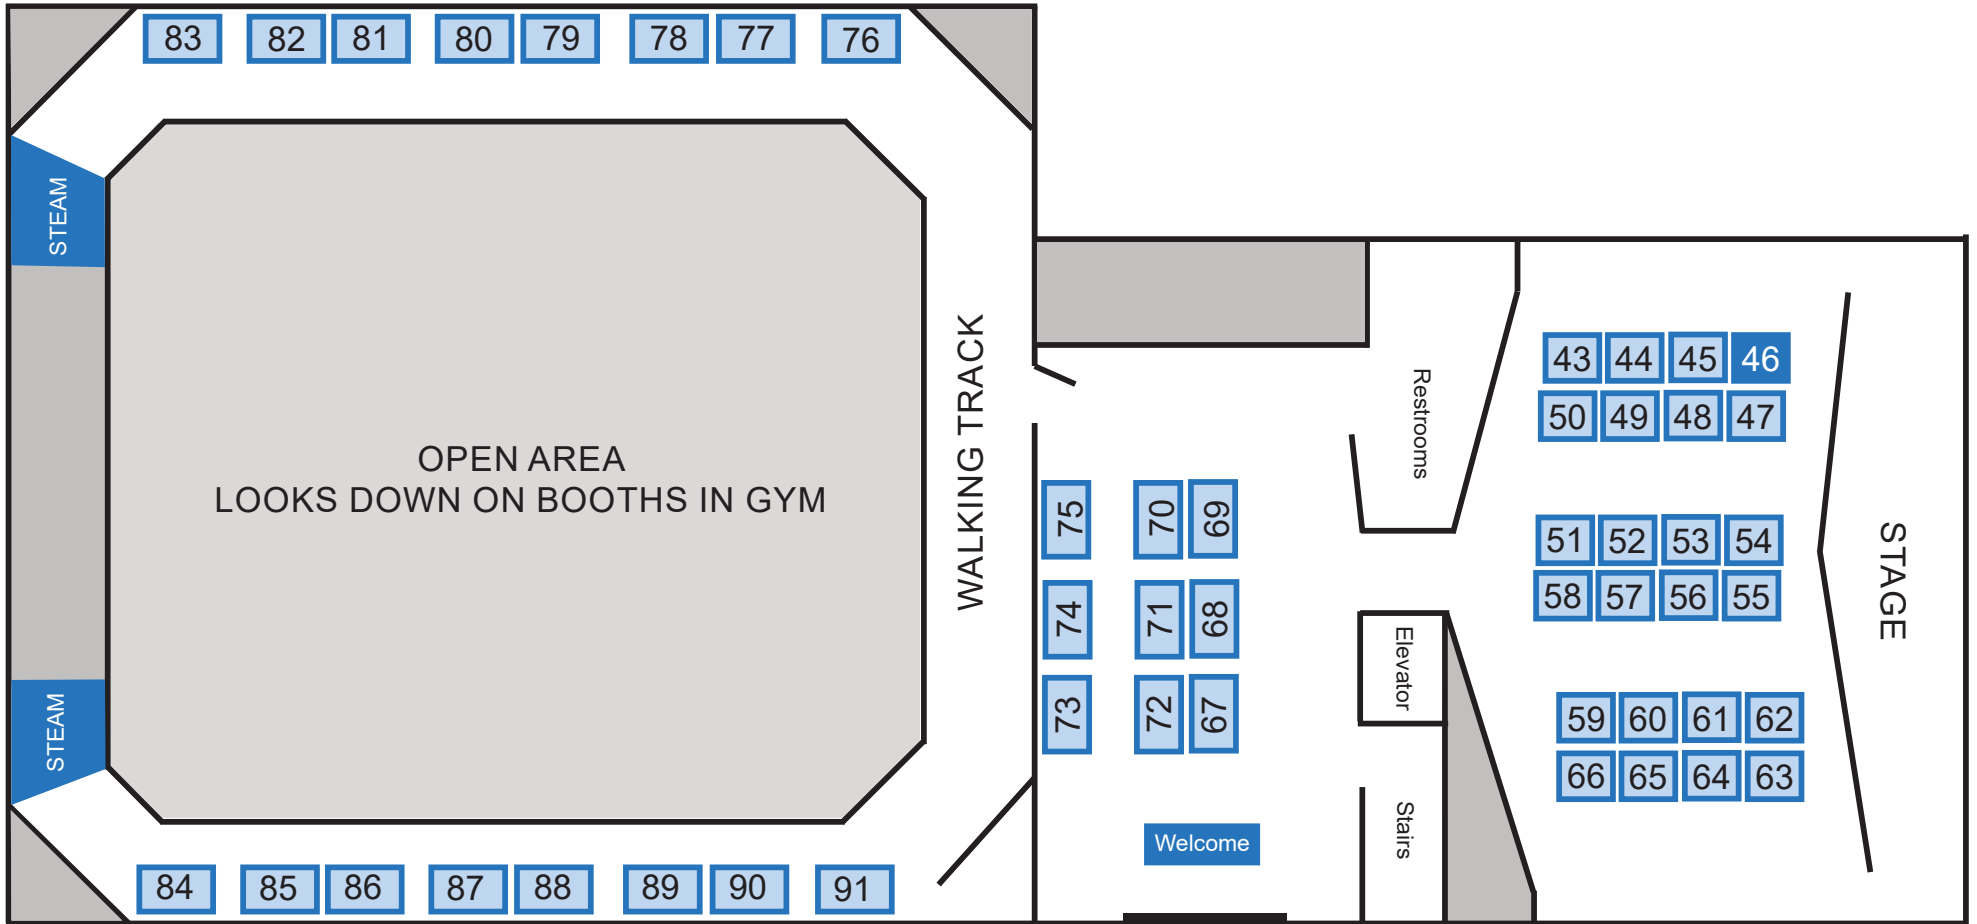 83 82 81 80 79 78 77 76
STEAM
OPEN AREA
LOOKS DOWN ON BOOTHS IN GYM
WALKING TRACK
STEAM
84 85 86 87 88 89 90 91
75 70 69
74 71 68
73 72 67
Welcome
Restrooms
Elevator
Stairs
43 44 45 46
50 49 48 47
51 52 53 54
58 57 56 55
59 60 61 62
66 65 64 63
STAGE